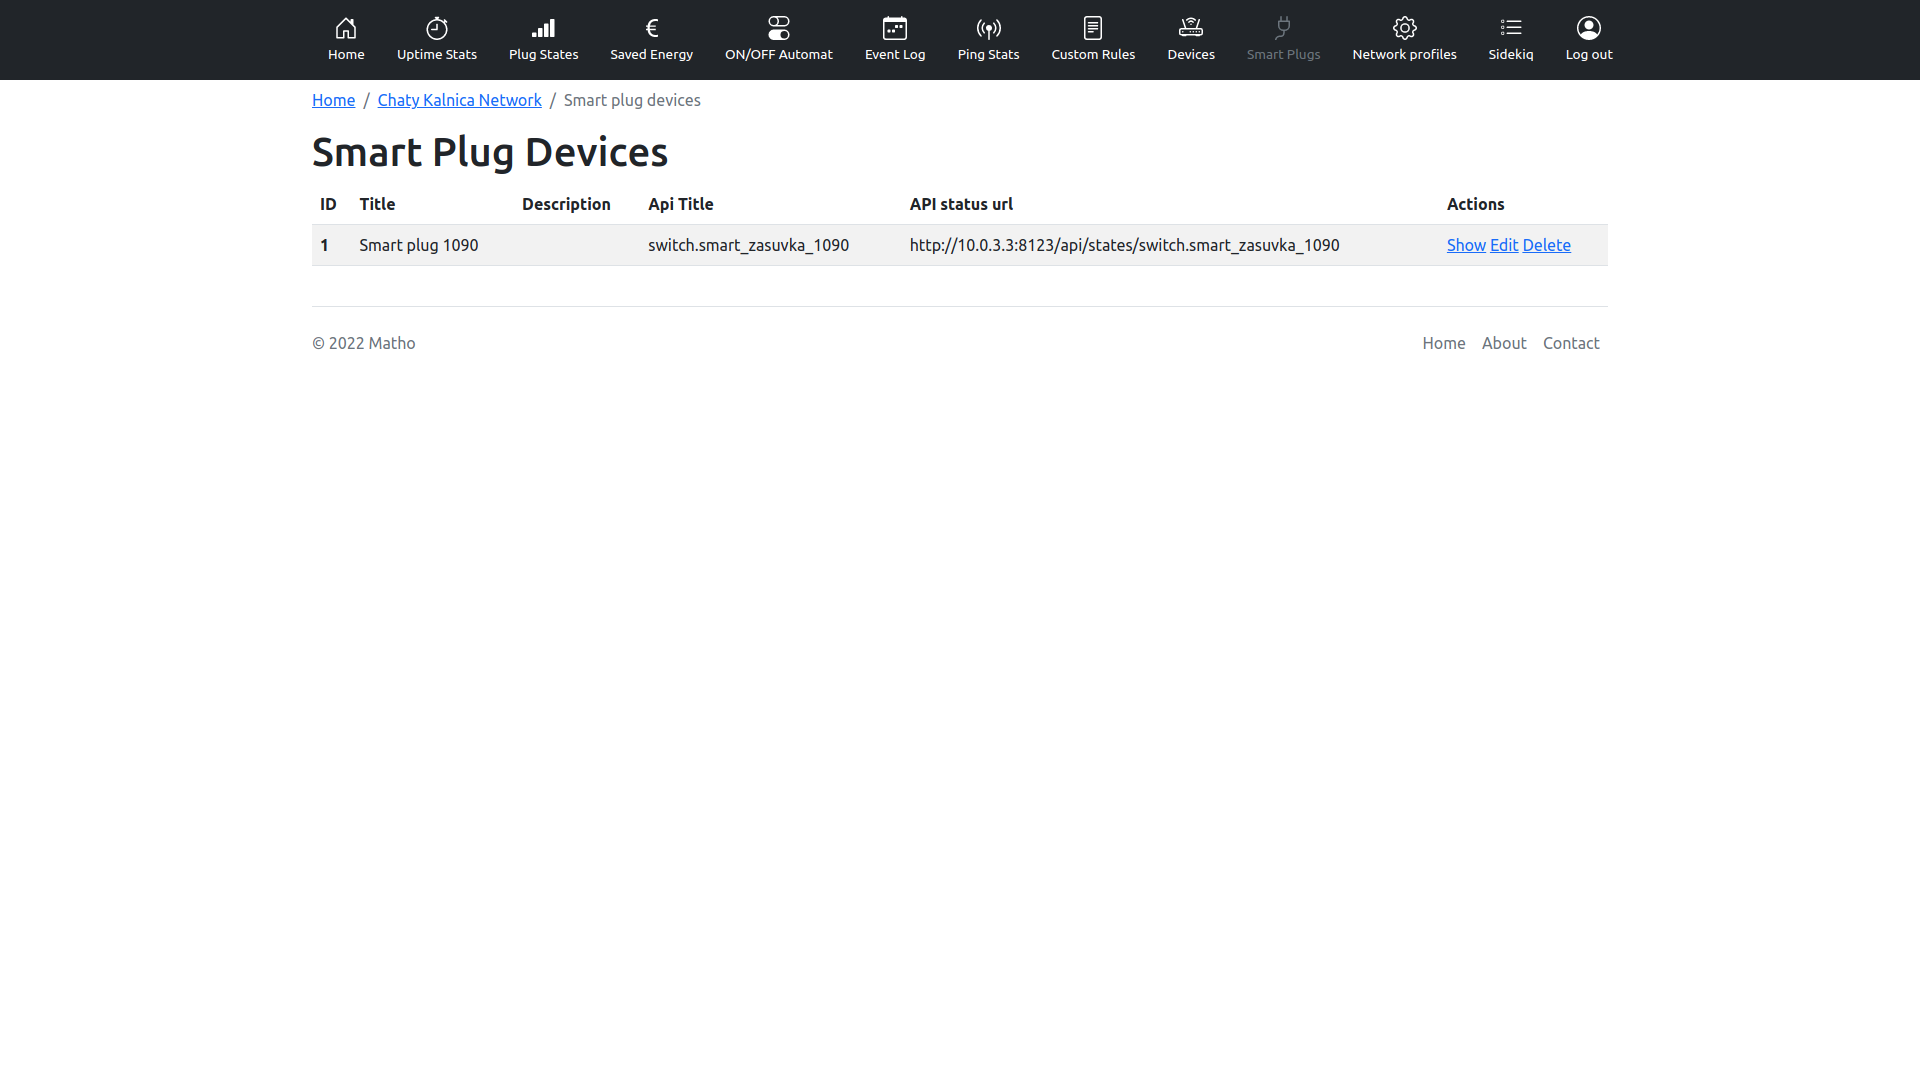 Home Uptime Stats Plug States Saved Energy ON/OFF Automat Event Log Ping Stats Custom Rules Devices Smart Plugs Network profiles Sidekiq Log out
Home / Chaty Kalnica Network / Smart plug devices
Smart Plug Devices
ID Title Description Api Title API status url Actions
1 Smart plug 1090 switch.smart_zasuvka_1090 http://10.0.3.3:8123/api/states/switch.smart_zasuvka_1090 Show Edit Delete
© 2022 Matho Home About Contact